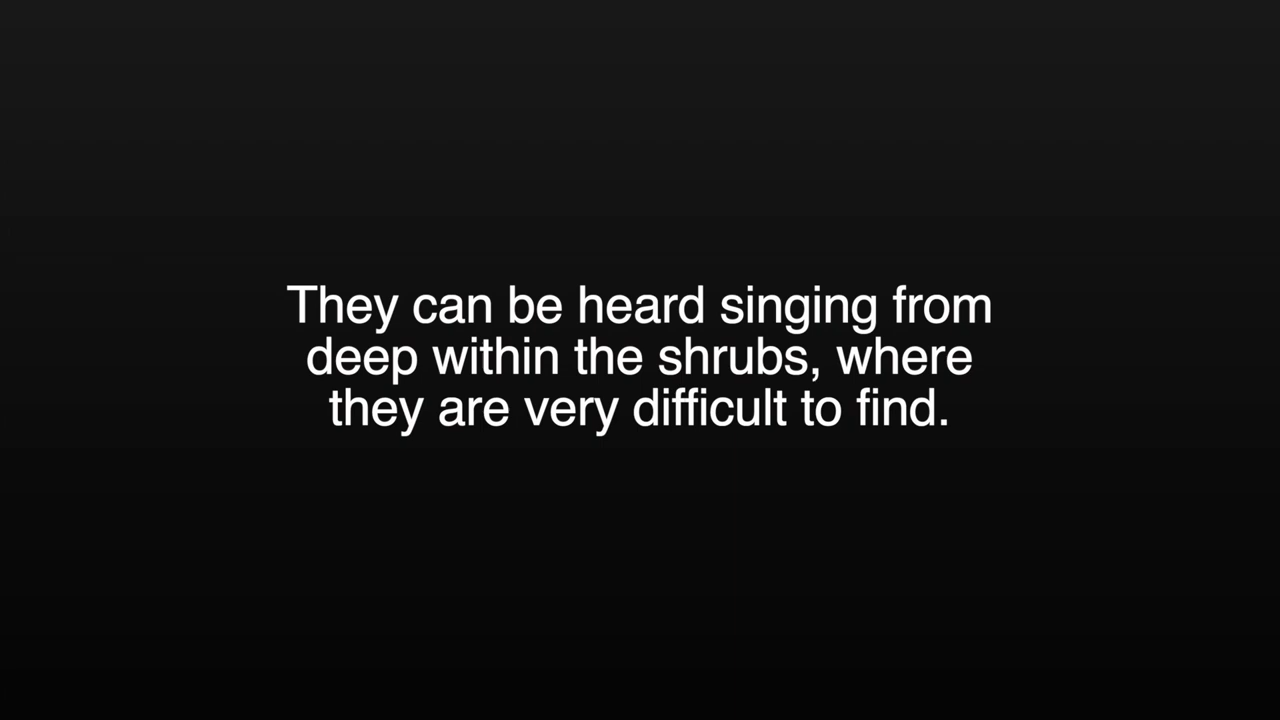 They can be heard singing from
deep within the shrubs, where
they are very difficult to find.